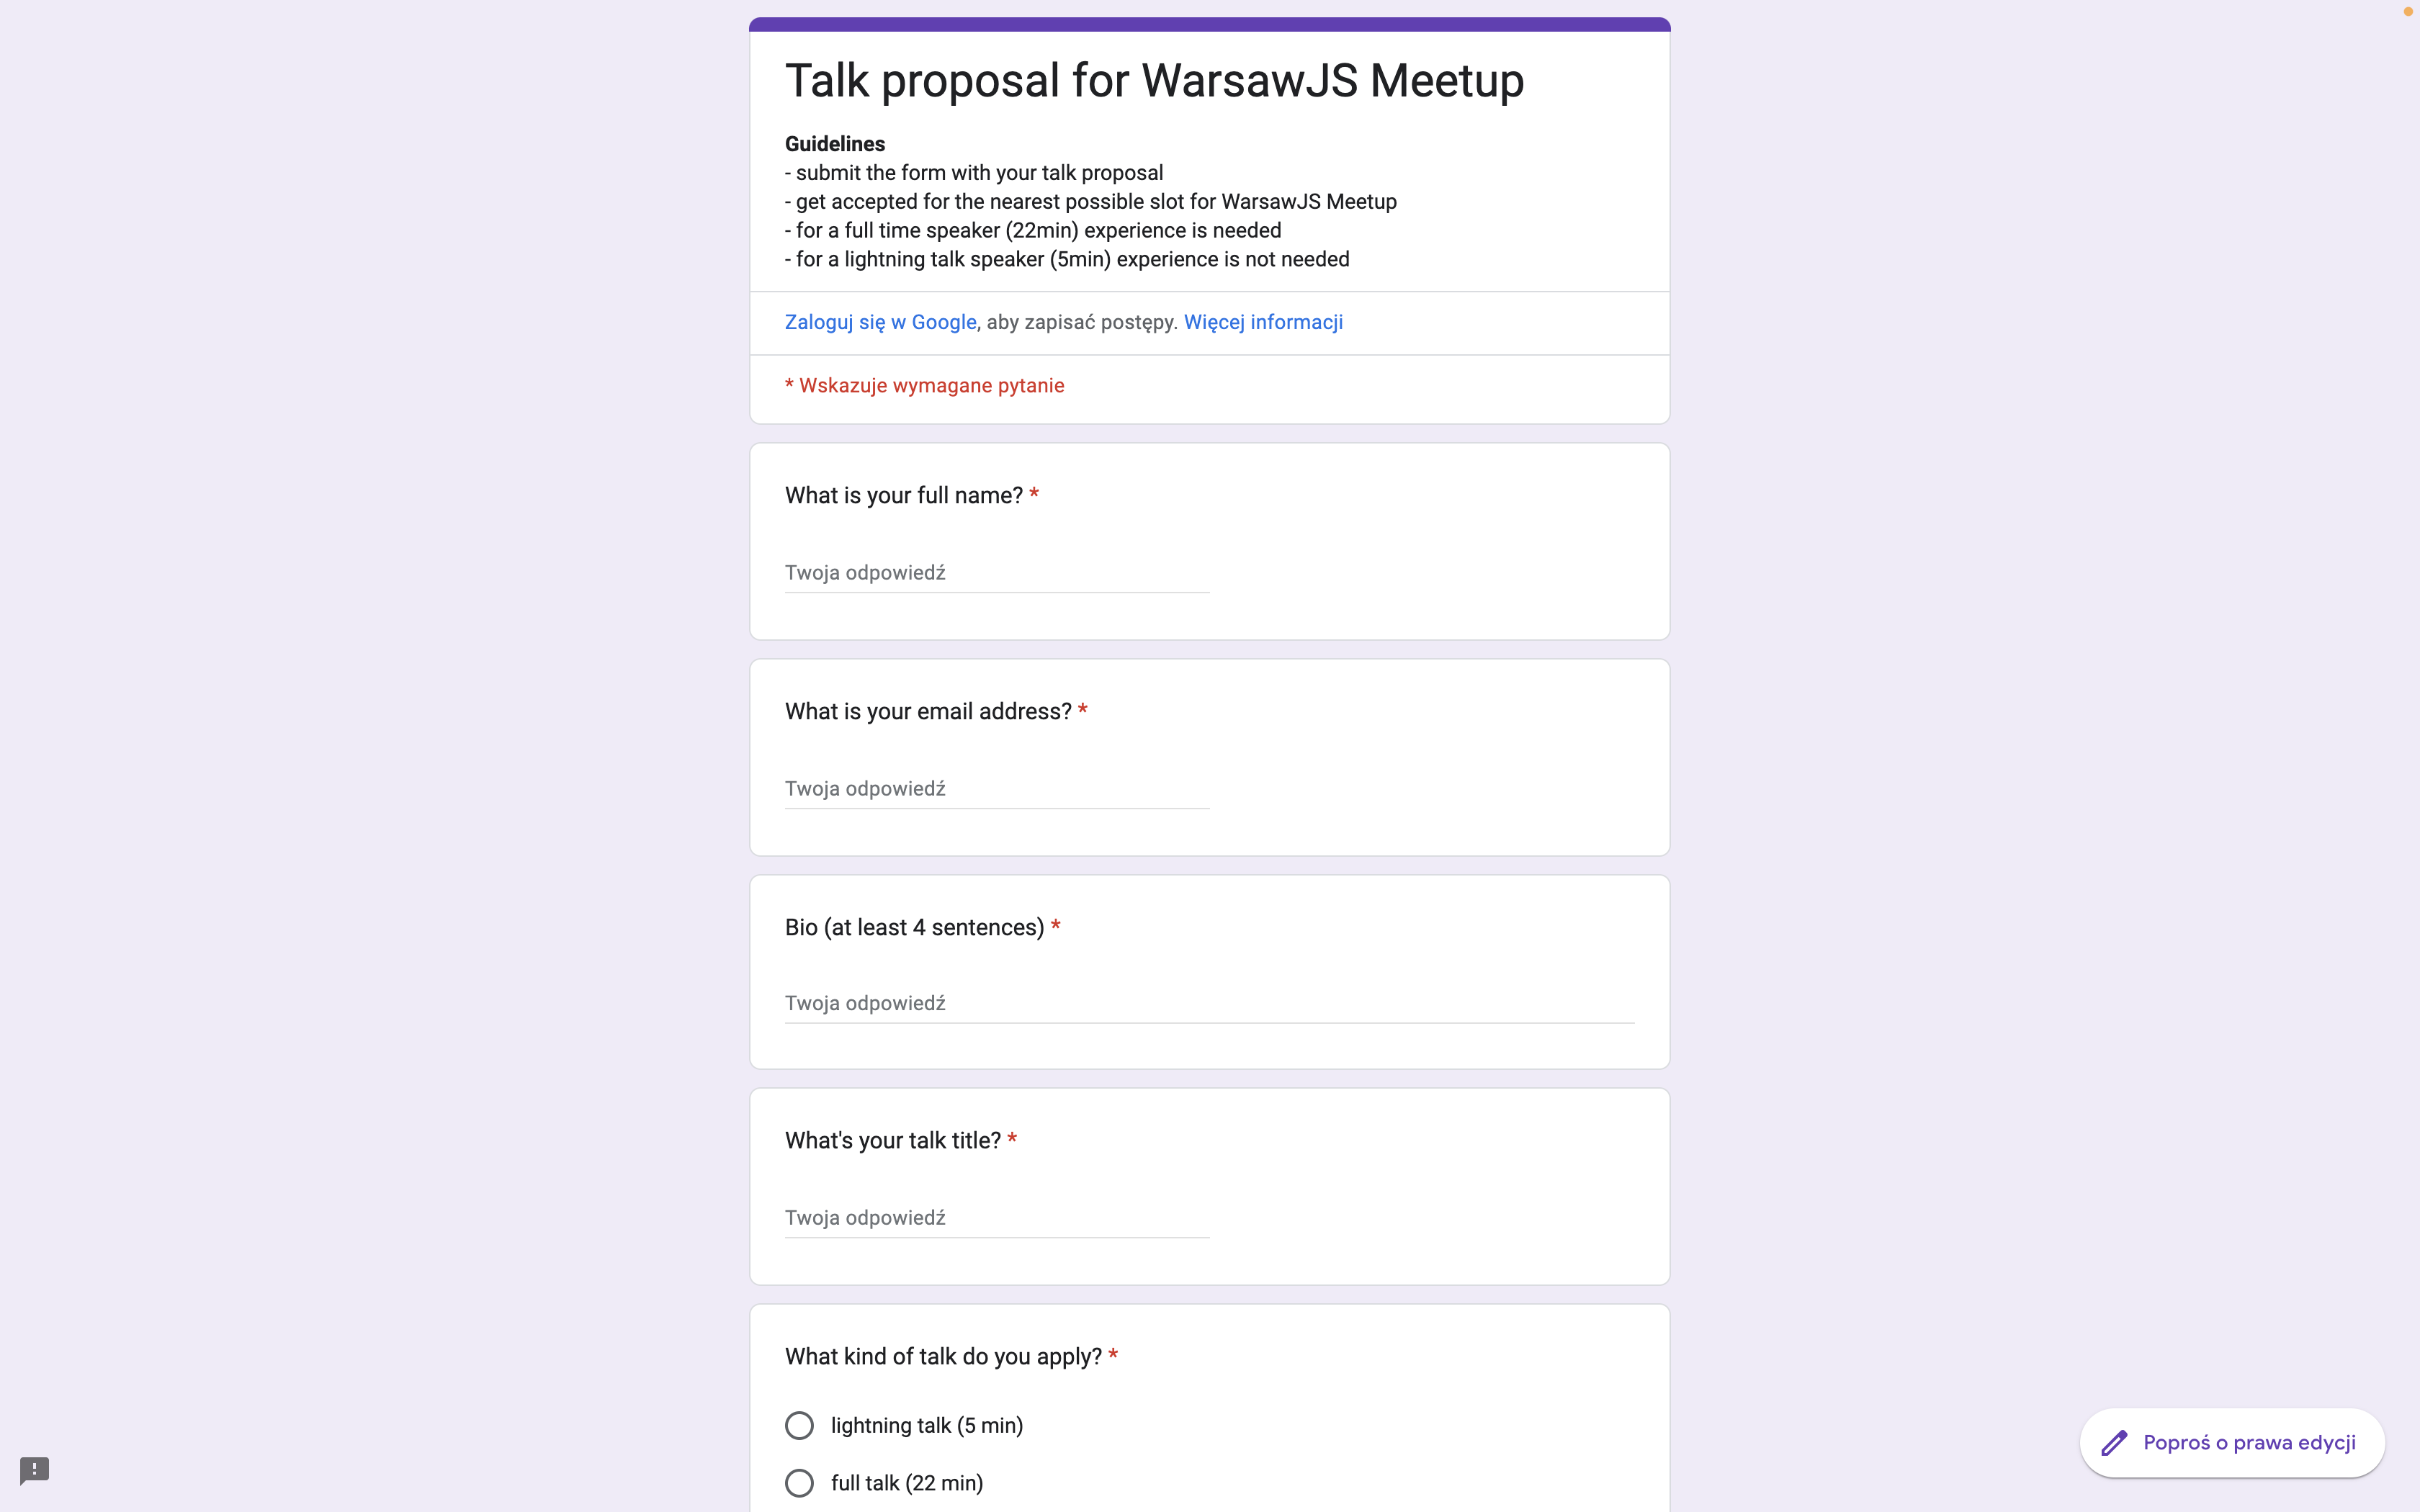 Talk proposal for WarsawJS Meetup
Guidelines
- submit the form with your talk proposal
- get accepted for the nearest possible slot for WarsawJS Meetup
- for a full time speaker (22min) experience is needed
- for a lightning talk speaker (5min) experience is not needed
Zaloguj się w Google, aby zapisać postępy. Więcej informacji
* Wskazuje wymagane pytanie
What is your full name? *
Twoja odpowiedź
What is your email address? *
Twoja odpowiedź
Bio (at least 4 sentences) *
Twoja odpowiedź
What's your talk title? *
Twoja odpowiedź
What kind of talk do you apply? *
lightning talk (5 min)
full talk (22 min)
Poproś o prawa edycji